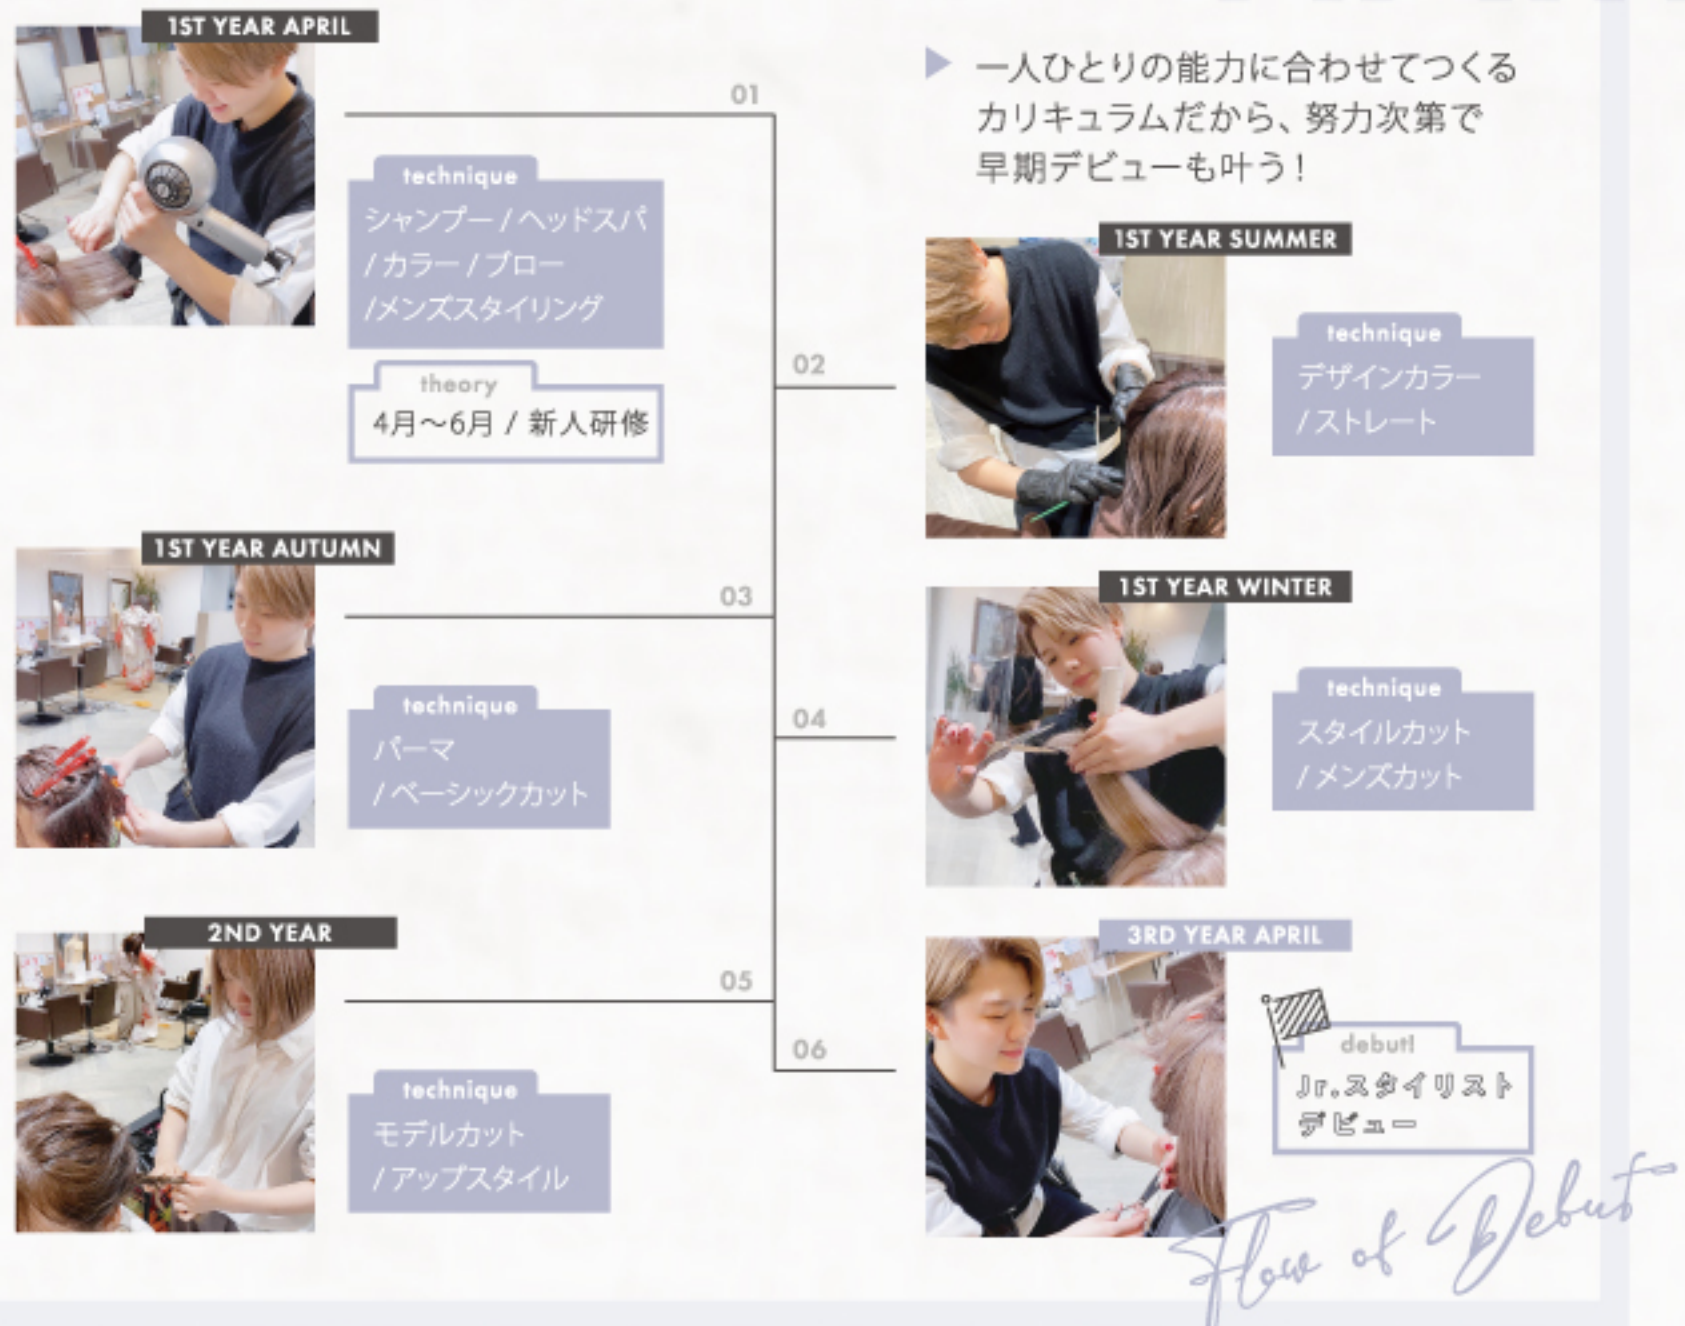 1ST YEAR APRIL
01
technique
シャンプー / ヘッドスパ
/ カラー / ブロー
/メンズスタイリング
theory
4月～6月 / 新人研修
一人ひとりの能力に合わせてつくる
カリキュラムだから、努力次第で
早期デビューも叶う！
1ST YEAR SUMMER
02
technique
デザインカラー
/ ストレート
1ST YEAR AUTUMN
03
technique
パーマ
/ ベーシックカット
1ST YEAR WINTER
04
technique
スタイルカット
/ メンズカット
2ND YEAR
05
technique
モデルカット
/ アップスタイル
3RD YEAR APRIL
06
debut!
Jr.スタイリスト
デビュー
Flow of Debut